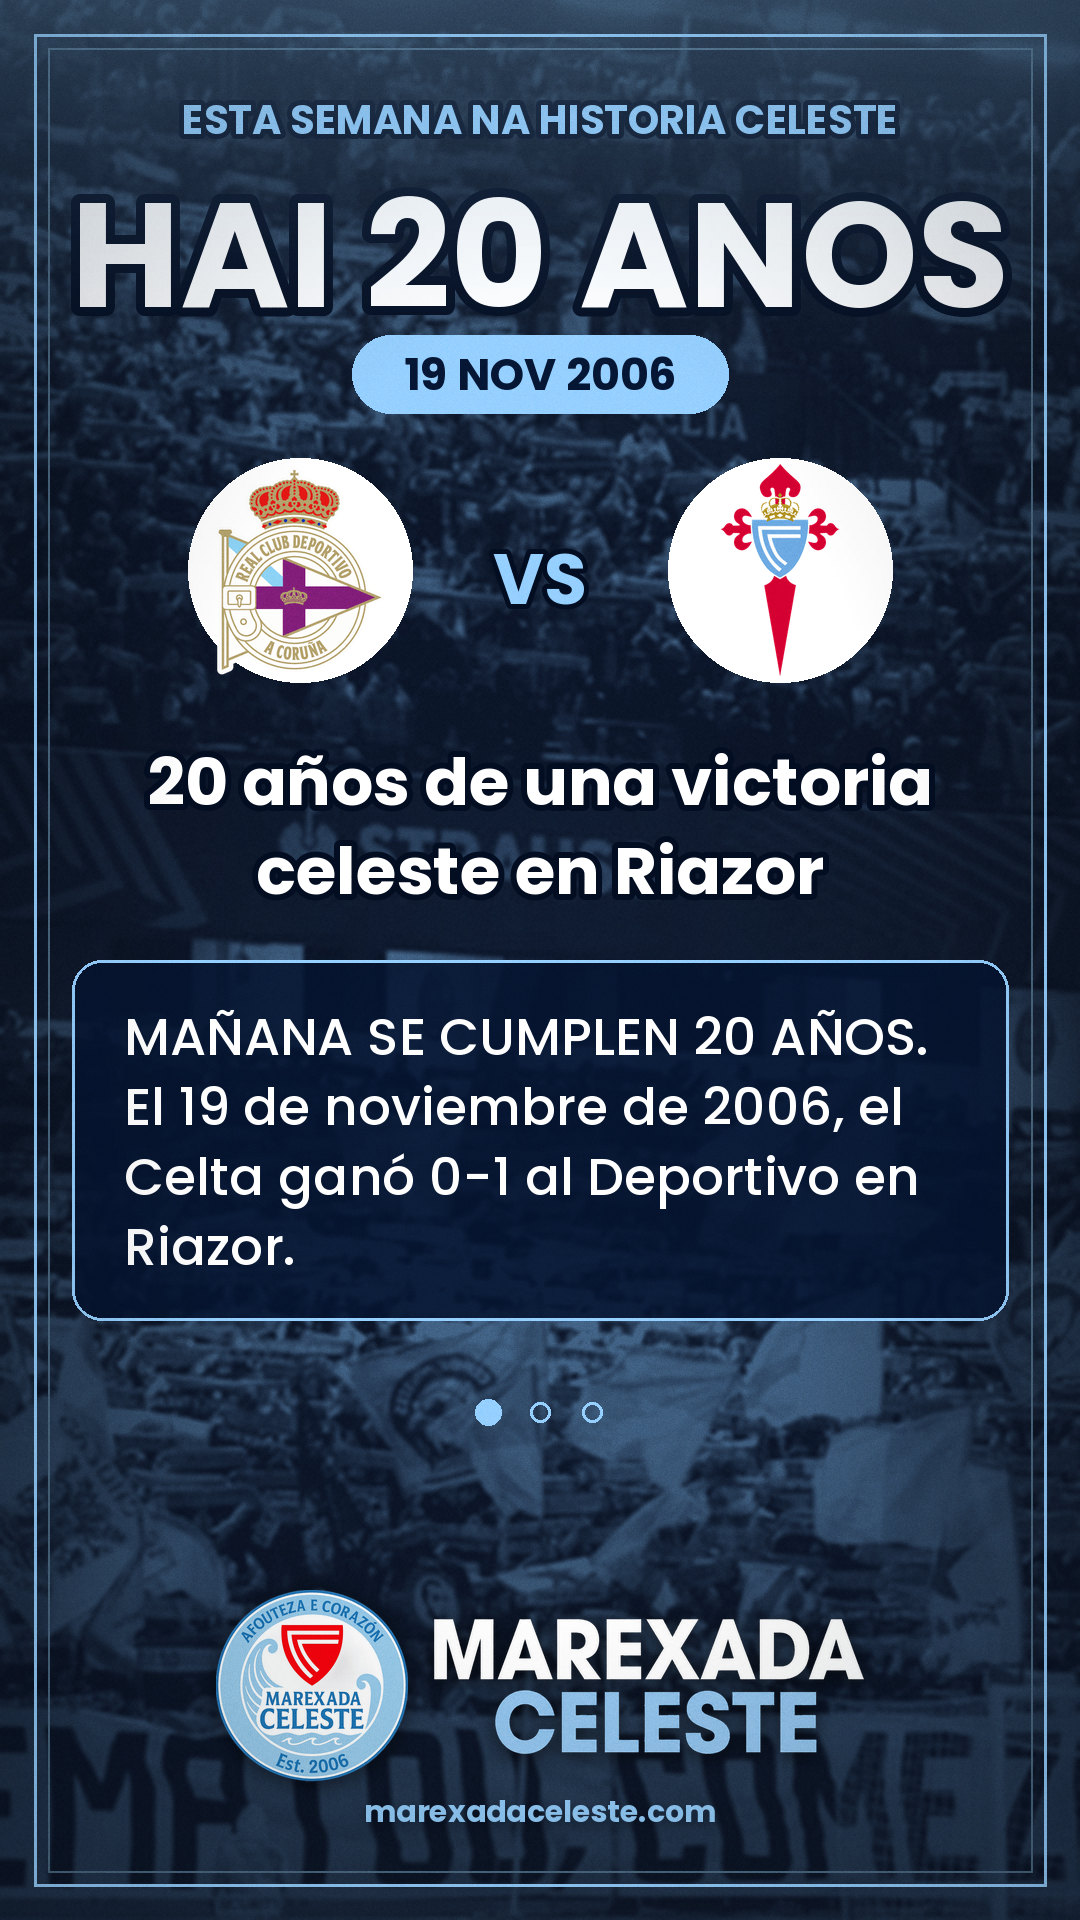 ESTA SEMANA NA HISTORIA CELESTE
HAI 20 ANOS
19 NOV 2006
REAL CLUB DEPORTIVO
A CORUÑA
VS
20 años de una victoria
celeste en Riazor
MAÑANA SE CUMPLEN 20 AÑOS.
El 19 de noviembre de 2006, el
Celta ganó 0-1 al Deportivo en
Riazor.
AFOUTEZA E CORAZÓN
MAREXADA
CELESTE
Est. 2006
MAREXADA
CELESTE
marexadaceleste.com